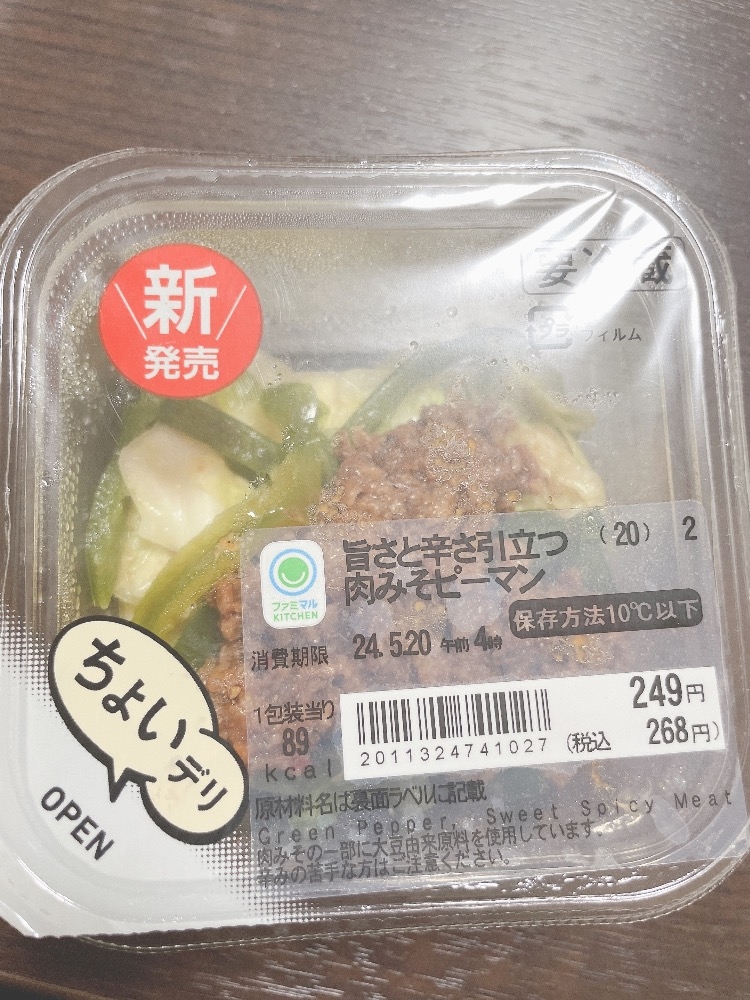 新
発売
要冷蔵
プラ
フィルム
旨さと辛さ引立つ (20) 2
肉みそピーマン
ファミマル
KITCHEN
保存方法10℃以下
消費期限 24. 5.20 午前 4時
ちょい
デリ
OPEN
1包装当り
89
kcal
249円
(税込 268円)
2011324741027
原材料名は裏面ラベルに記載
Green Pepper, Sweet Spicy Meat
肉みその一部に大豆由来原料を使用しています。
辛みの苦手な方はご注意ください。